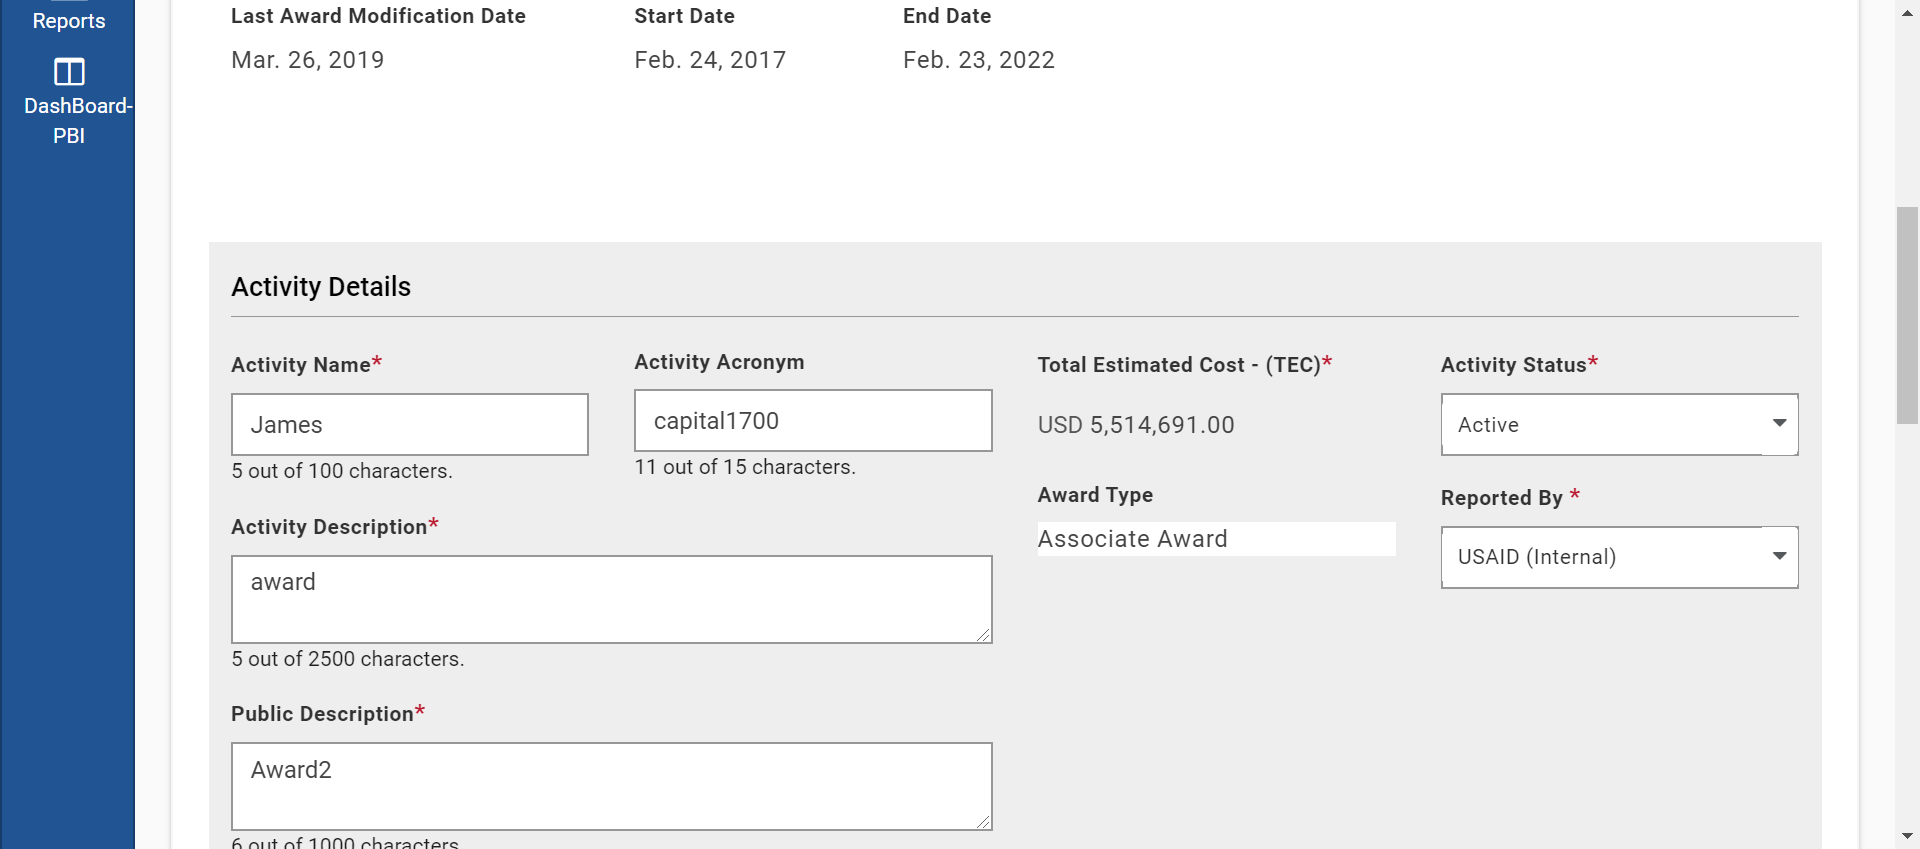 Reports
DashBoard-
PBI
Last Award Modification Date
Start Date
End Date
Mar. 26, 2019
Feb. 24, 2017
Feb. 23, 2022
Activity Details
Activity Name*
Activity Acronym
Total Estimated Cost - (TEC)*
Activity Status*
James
capital1700
USD 5,514,691.00
Active
5 out of 100 characters.
11 out of 15 characters.
Award Type
Reported By *
Associate Award
USAID (Internal)
Activity Description*
award
5 out of 2500 characters.
Public Description*
Award2
6 out of 1000 characters.